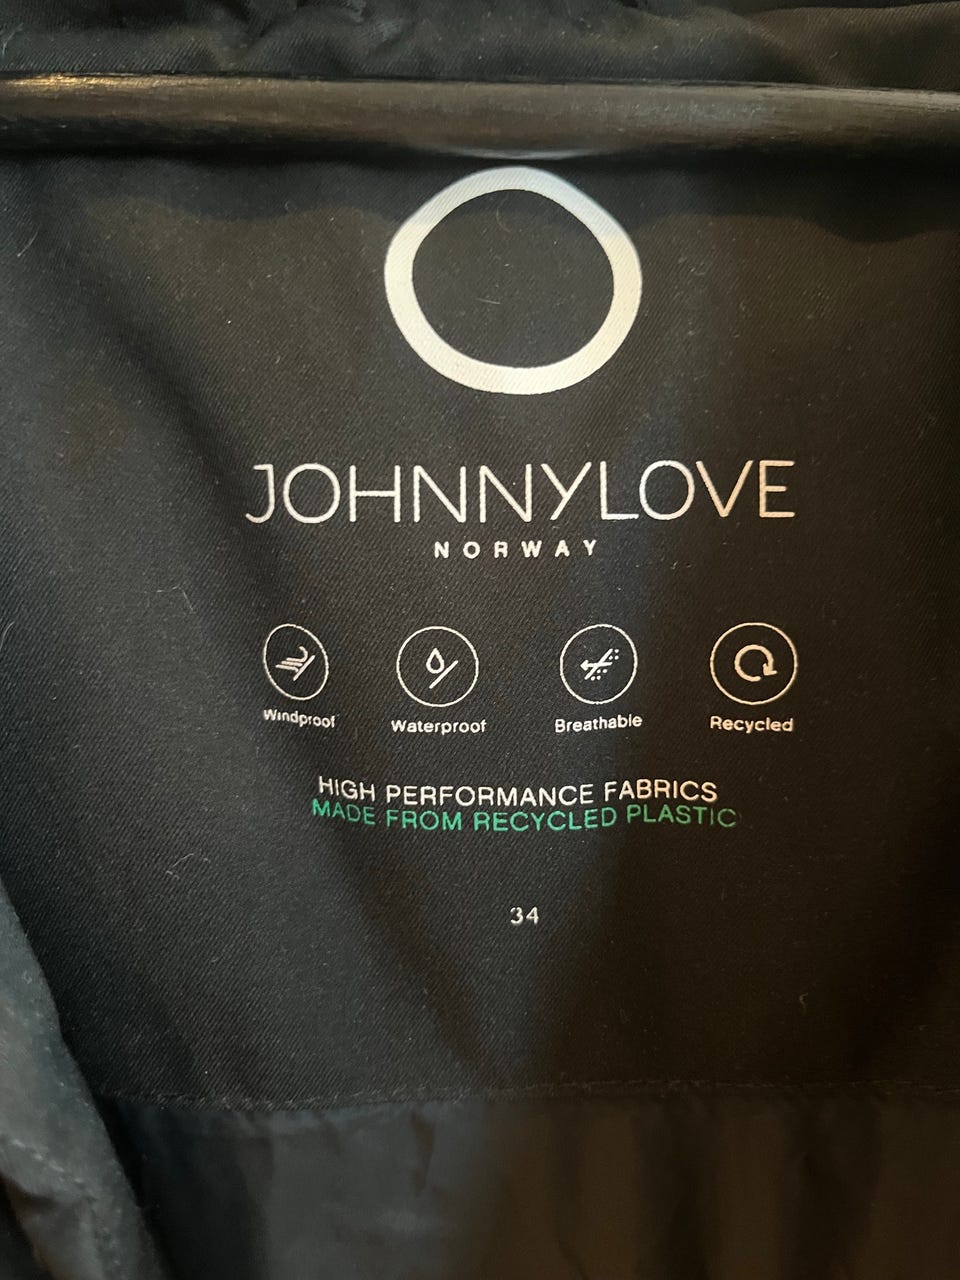 JOHNNYLOVE
NORWAY
Windproof Waterproof Breathable Recycled
HIGH PERFORMANCE FABRICS
MADE FROM RECYCLED PLASTIC
34